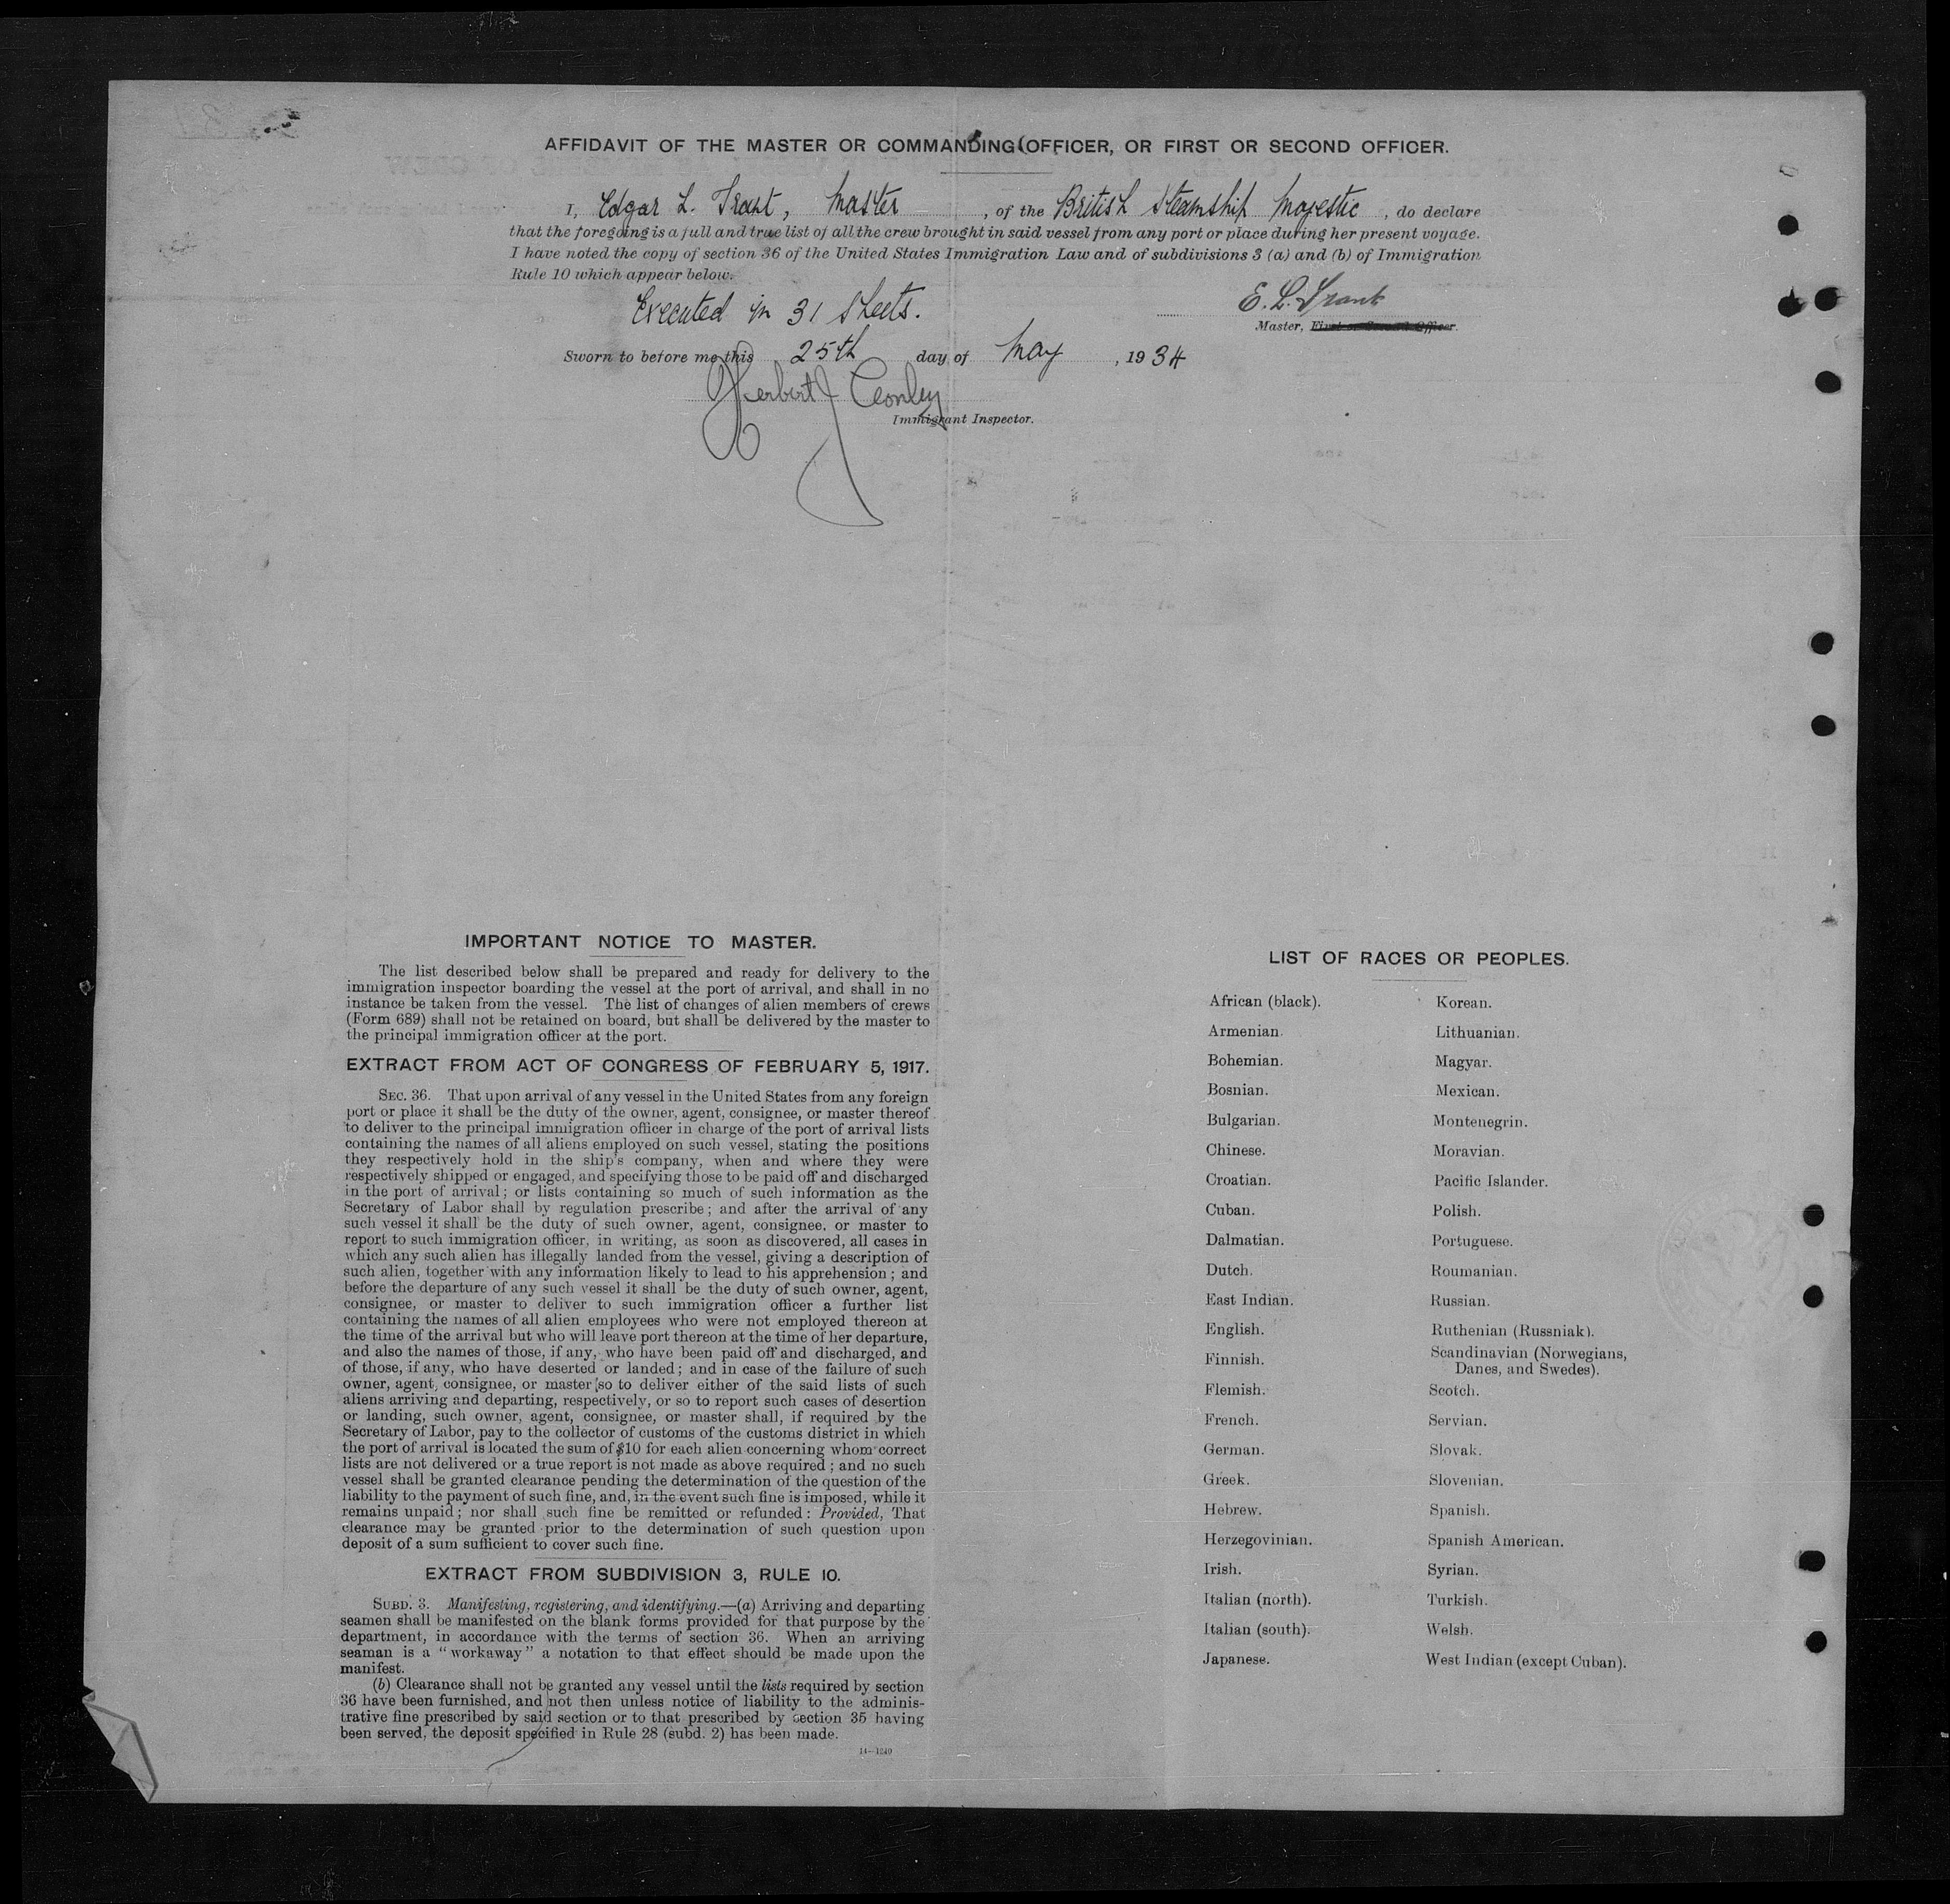 AFFIDAVIT OF THE MASTER OR COMMANDING OFFICER, OR FIRST OR SECOND OFFICER.
I, Edgar L. Trant, Master, of the British Steamship Majestic, do declare
that the foregoing is a full and true list of all the crew brought in said vessel from any port or place during her present voyage.
I have noted the copy of section 36 of the United States Immigration Law and of subdivisions 3 (a) and (b) of Immigration
Rule 10 which appear below.
Executed in 31 Sheets.
E. L. Trant
Master, First or Second Officer.
Sworn to before me this 25th day of May, 1934
Herbert J Conley
Immigrant Inspector.
IMPORTANT NOTICE TO MASTER.
The list described below shall be prepared and ready for delivery to the
immigration inspector boarding the vessel at the port of arrival, and shall in no
instance be taken from the vessel. The list of changes of alien members of crews
(Form 689) shall not be retained on board, but shall be delivered by the master to
the principal immigration officer at the port.
EXTRACT FROM ACT OF CONGRESS OF FEBRUARY 5, 1917.
SEC. 36. That upon arrival of any vessel in the United States from any foreign
port or place it shall be the duty of the owner, agent, consignee, or master thereof
to deliver to the principal immigration officer in charge of the port of arrival lists
containing the names of all aliens employed on such vessel, stating the positions
they respectively hold in the ship's company, when and where they were
respectively shipped or engaged, and specifying those to be paid off and discharged
in the port of arrival; or lists containing so much of such information as the
Secretary of Labor shall by regulation prescribe; and after the arrival of any
such vessel it shall be the duty of such owner, agent, consignee, or master to
report to such immigration officer, in writing, as soon as discovered, all cases in
which any such alien has illegally landed from the vessel, giving a description of
such alien, together with any information likely to lead to his apprehension; and
before the departure of any such vessel it shall be the duty of such owner, agent,
consignee, or master to deliver to such immigration officer a further list
containing the names of all alien employees who were not employed thereon at
the time of the arrival but who will leave port thereon at the time of her departure,
and also the names of those, if any, who have been paid off and discharged, and
of those, if any, who have deserted or landed; and in case of the failure of such
owner, agent, consignee, or master so to deliver either of the said lists of such
aliens arriving and departing, respectively, or so to report such cases of desertion
or landing, such owner, agent, consignee, or master shall, if required by the
Secretary of Labor, pay to the collector of customs of the customs district in which
the port of arrival is located the sum of $10 for each alien concerning whom correct
lists are not delivered or a true report is not made as above required; and no such
vessel shall be granted clearance pending the determination of the question of the
liability to the payment of such fine, and, in the event such fine is imposed, while it
remains unpaid; nor shall such fine be remitted or refunded: Provided, That
clearance may be granted prior to the determination of such question upon
deposit of a sum sufficient to cover such fine.
EXTRACT FROM SUBDIVISION 3, RULE 10.
SUBD. 3. Manifesting, registering, and identifying.—(a) Arriving and departing
seamen shall be manifested on the blank forms provided for that purpose by the
department, in accordance with the terms of section 36. When an arriving
seaman is a "workaway" a notation to that effect should be made upon the
manifest.
(b) Clearance shall not be granted any vessel until the lists required by section
36 have been furnished, and not then unless notice of liability to the adminis-
trative fine prescribed by said section or to that prescribed by section 35 having
been served, the deposit specified in Rule 28 (subd. 2) has been made.
14—1240
LIST OF RACES OR PEOPLES.
African (black).
Armenian.
Bohemian.
Bosnian.
Bulgarian.
Chinese.
Croatian.
Cuban.
Dalmatian.
Dutch.
East Indian.
English.
Finnish.
Flemish.
French.
German.
Greek.
Hebrew.
Herzegovinian.
Irish.
Italian (north).
Italian (south).
Japanese.
Korean.
Lithuanian.
Magyar.
Mexican.
Montenegrin.
Moravian.
Pacific Islander.
Polish.
Portuguese.
Roumanian.
Russian.
Ruthenian (Russniak).
Scandinavian (Norwegians,
Danes, and Swedes).
Scotch.
Servian.
Slovak.
Slovenian.
Spanish.
Spanish American.
Syrian.
Turkish.
Welsh.
West Indian (except Cuban).